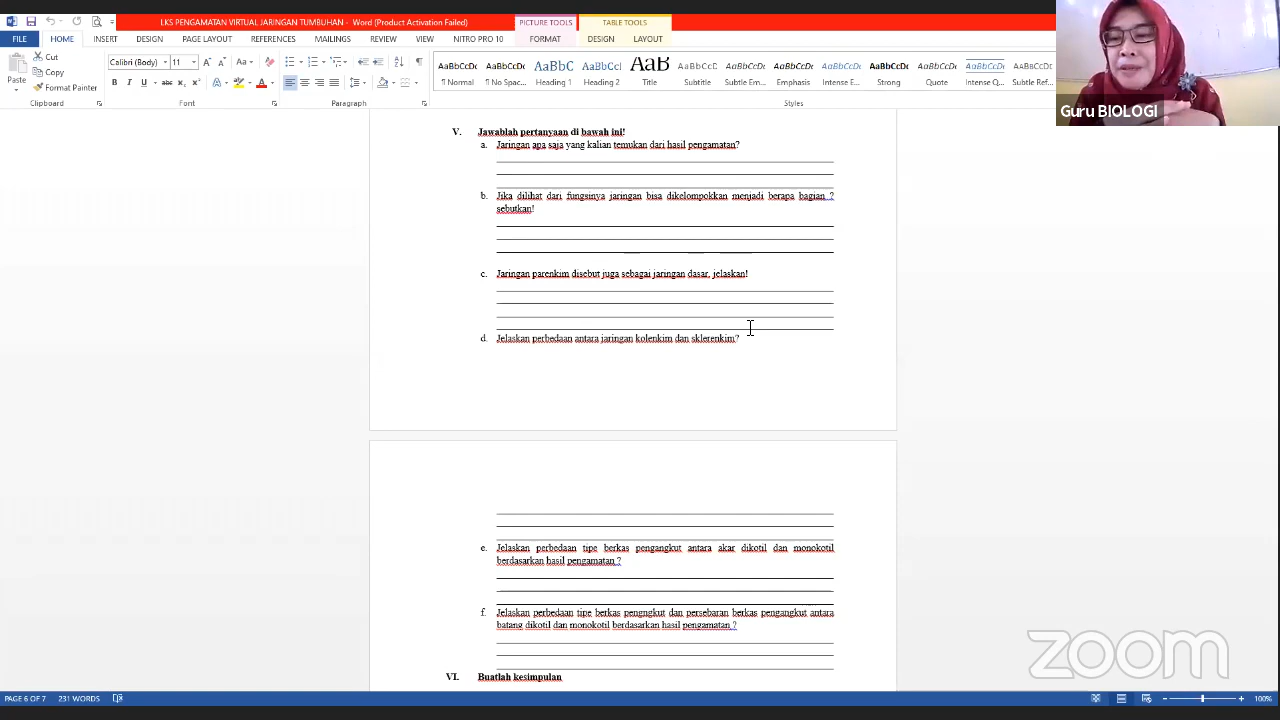 LKS PENGAMATAN VIRTUAL JARINGAN TUMBUHAN - Word (Product Activation Failed)
PICTURE TOOLS
TABLE TOOLS
FILE
HOME
INSERT
DESIGN
PAGE LAYOUT
REFERENCES
MAILINGS
REVIEW
VIEW
NITRO PRO 10
FORMAT
DESIGN
LAYOUT
Paste
Cut
Copy
Format Painter
Clipboard
Calibri (Body)
11
Font
Paragraph
AaBbCcDc
¶ Normal
AaBbCcDc
¶ No Spac...
AaBbC
Heading 1
AaBbCcI
Heading 2
AaB
Title
AaBbCcC
Subtitle
AaBbCcDc
Subtle Em...
AaBbCcDc
Emphasis
AaBbCcDc
Intense E...
AaBbCcDc
Strong
AaBbCcDc
Quote
AaBbCcDc
Intense Q...
AaBbCcDc
Subtle Ref...
Styles
Guru BIOLOGI
V. Jawablah pertanyaan di bawah ini!
a. Jaringan apa saja yang kalian temukan dari hasil pengamatan?
b. Jika dilihat dari fungsinya jaringan bisa dikelompokkan menjadi berapa bagian ?
sebutkan!
c. Jaringan parenkim disebut juga sebagai jaringan dasar, jelaskan!
d. Jelaskan perbedaan antara jaringan kolenkim dan sklerenkim?
e. Jelaskan perbedaan tipe berkas pengangkut antara akar dikotil dan monokotil
berdasarkan hasil pengamatan ?
f. Jelaskan perbedaan tipe berkas pengngkut dan persebaran berkas pengangkut antara
batang dikotil dan monokotil berdasarkan hasil pengamatan ?
VI. Buatlah kesimpulan
zoom
PAGE 6 OF 7
231 WORDS
100%